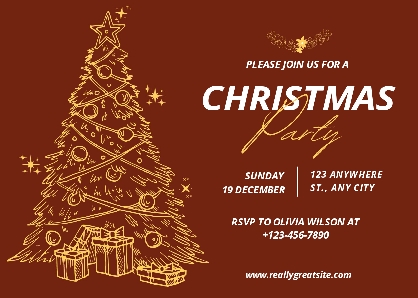 PLEASE JOIN US FOR A
CHRISTMAS
Party
SUNDAY
19 DECEMBER
123 ANYWHERE
ST., ANY CITY
RSVP TO OLIVIA WILSON AT
+123-456-7890
www.reallygreatsite.com